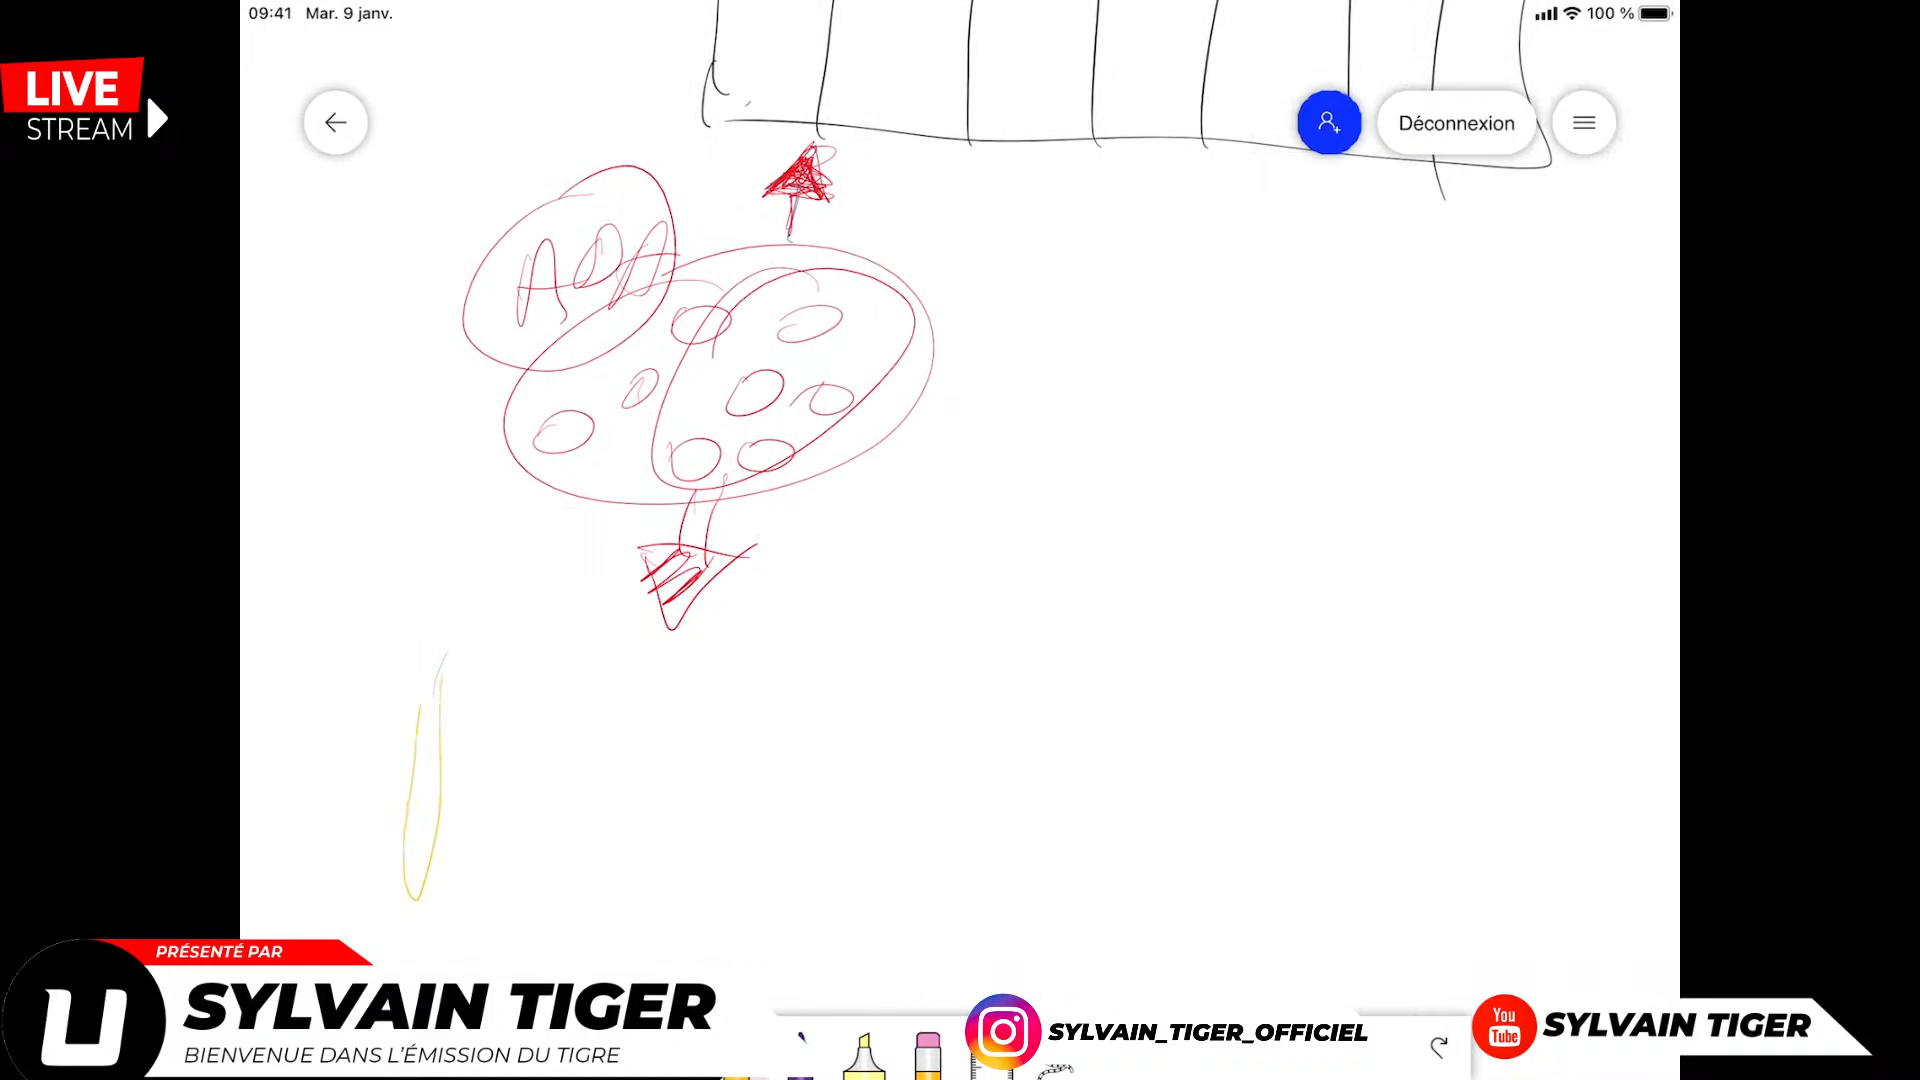 09:41 Mar. 9 janv.
100 %
LIVE
STREAM
Déconnexion
ADA
PRÉSENTÉ PAR
SYLVAIN TIGER
BIENVENUE DANS L'ÉMISSION DU TIGRE
SYLVAIN_TIGER_OFFICIEL
You
Tube
SYLVAIN TIGER